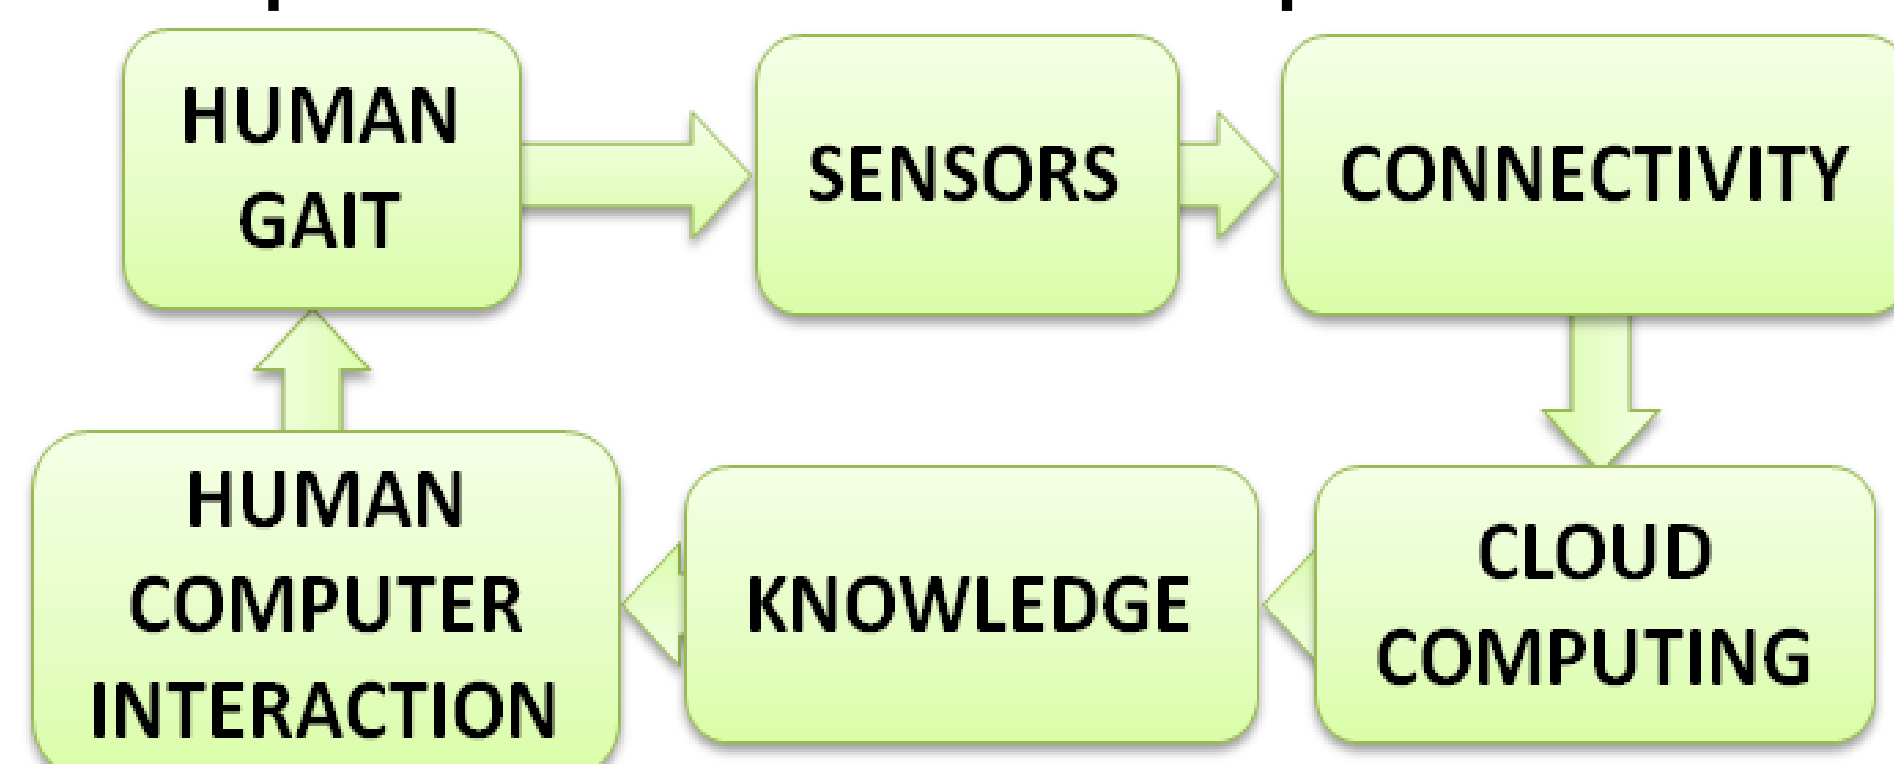 HUMAN
GAIT
SENSORS
CONNECTIVITY
HUMAN
COMPUTER
INTERACTION
KNOWLEDGE
CLOUD
COMPUTING